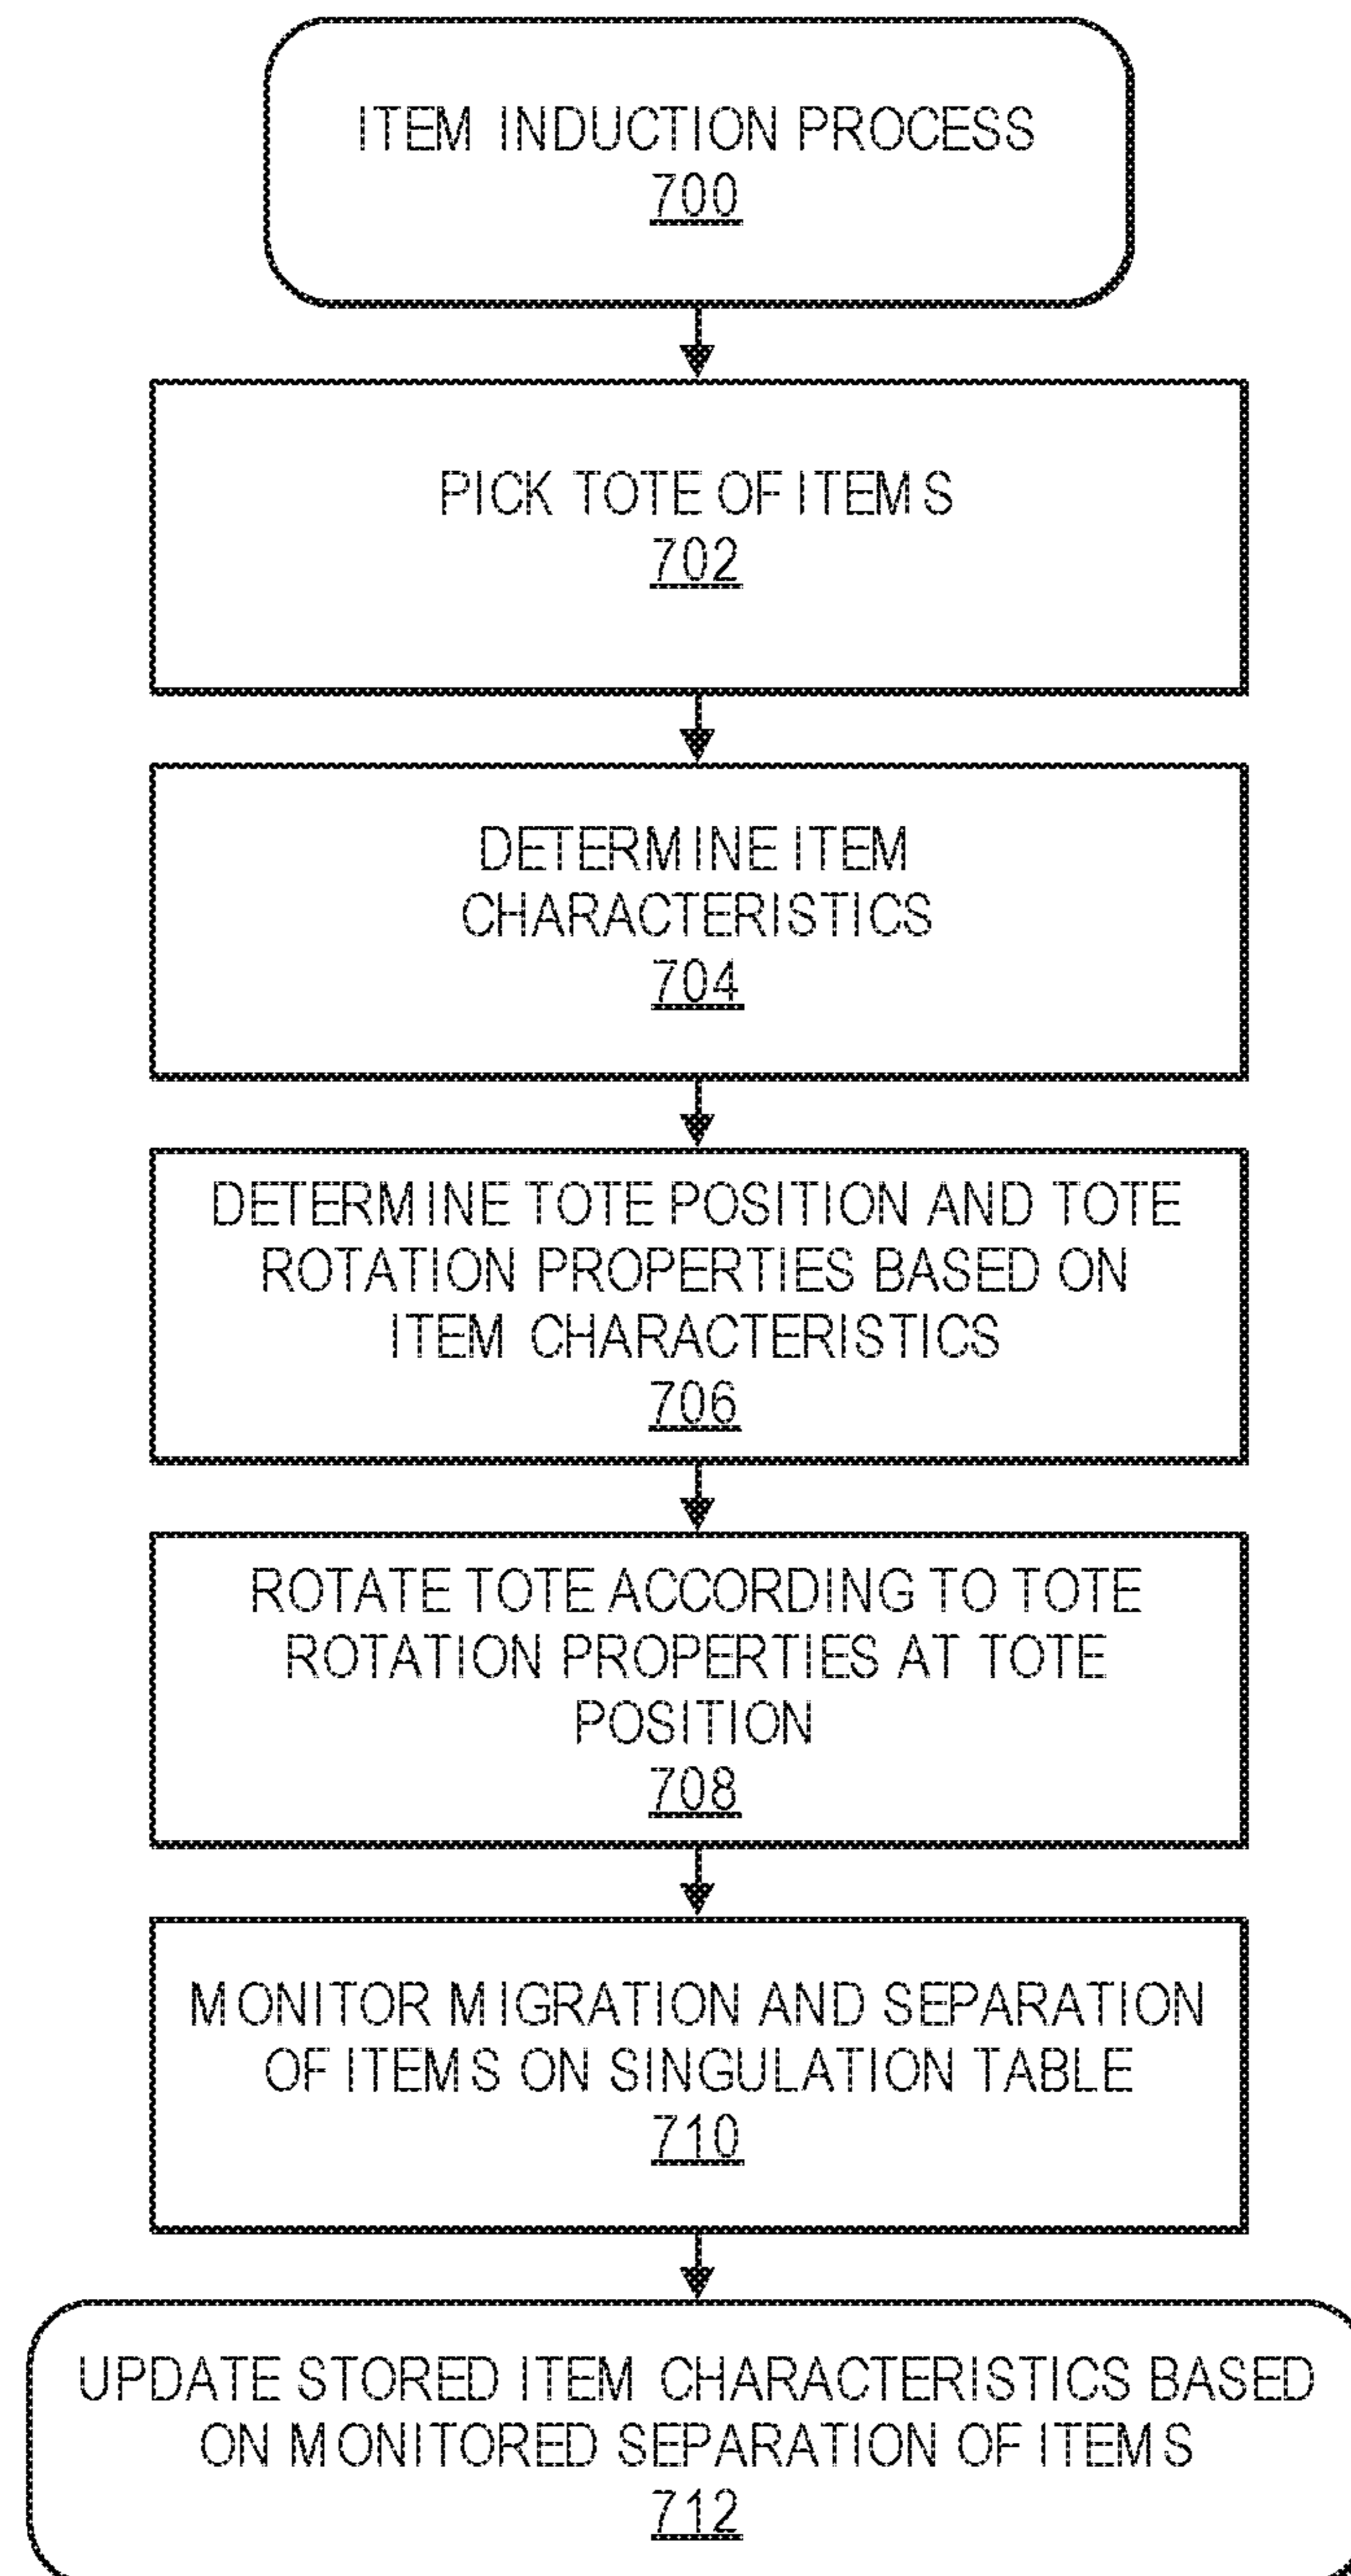 ITEM INDUCTION PROCESS
700
PICK TOTE OF ITEMS
702
DETERMINE ITEM
CHARACTERISTICS
704
DETERMINE TOTE POSITION AND TOTE
ROTATION PROPERTIES BASED ON
ITEM CHARACTERISTICS
706
ROTATE TOTE ACCORDING TO TOTE
ROTATION PROPERTIES AT TOTE
POSITION
708
MONITOR MIGRATION AND SEPARATION
OF ITEMS ON SINGULATION TABLE
710
UPDATE STORED ITEM CHARACTERISTICS BASED
ON MONITORED SEPARATION OF ITEMS
712